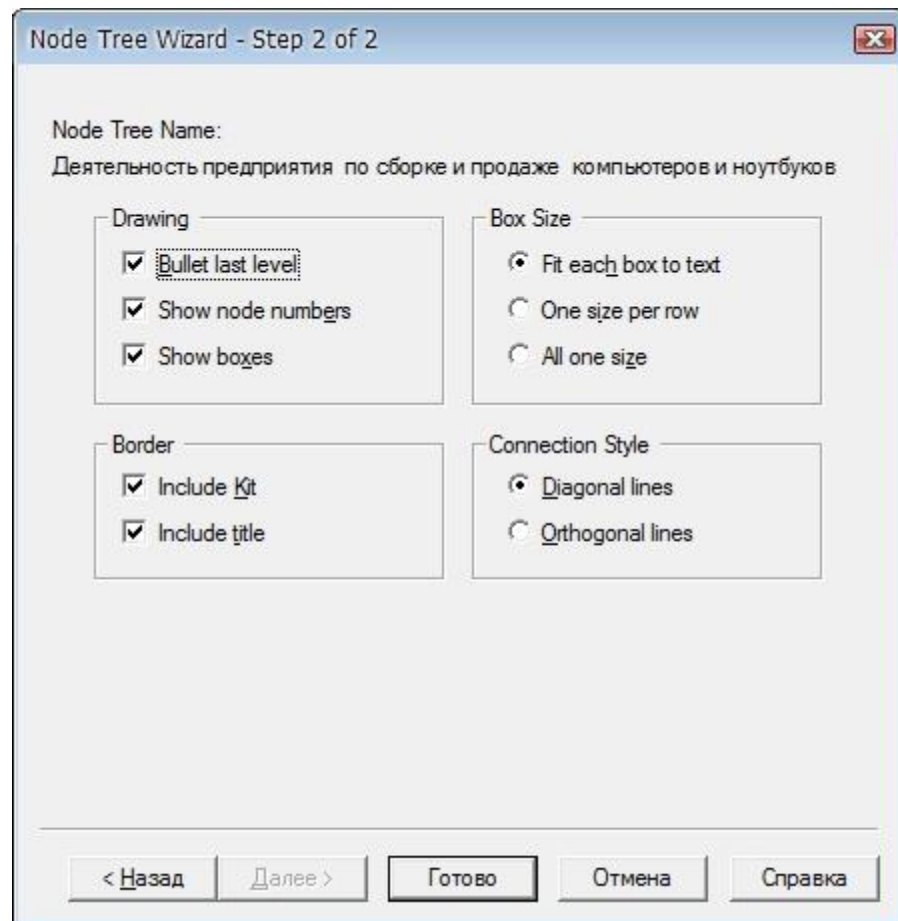 Node Tree Wizard - Step 2 of 2
Node Tree Name:
Деятельность предприятия по сборке и продаже компьютеров и ноутбуков
Drawing
Bullet last level
Show node numbers
Show boxes
Box Size
Fit each box to text
One size per row
All one size
Border
Include Kit
Include title
Connection Style
Diagonal lines
Orthogonal lines
< Назад
Далее >
Готово
Отмена
Справка